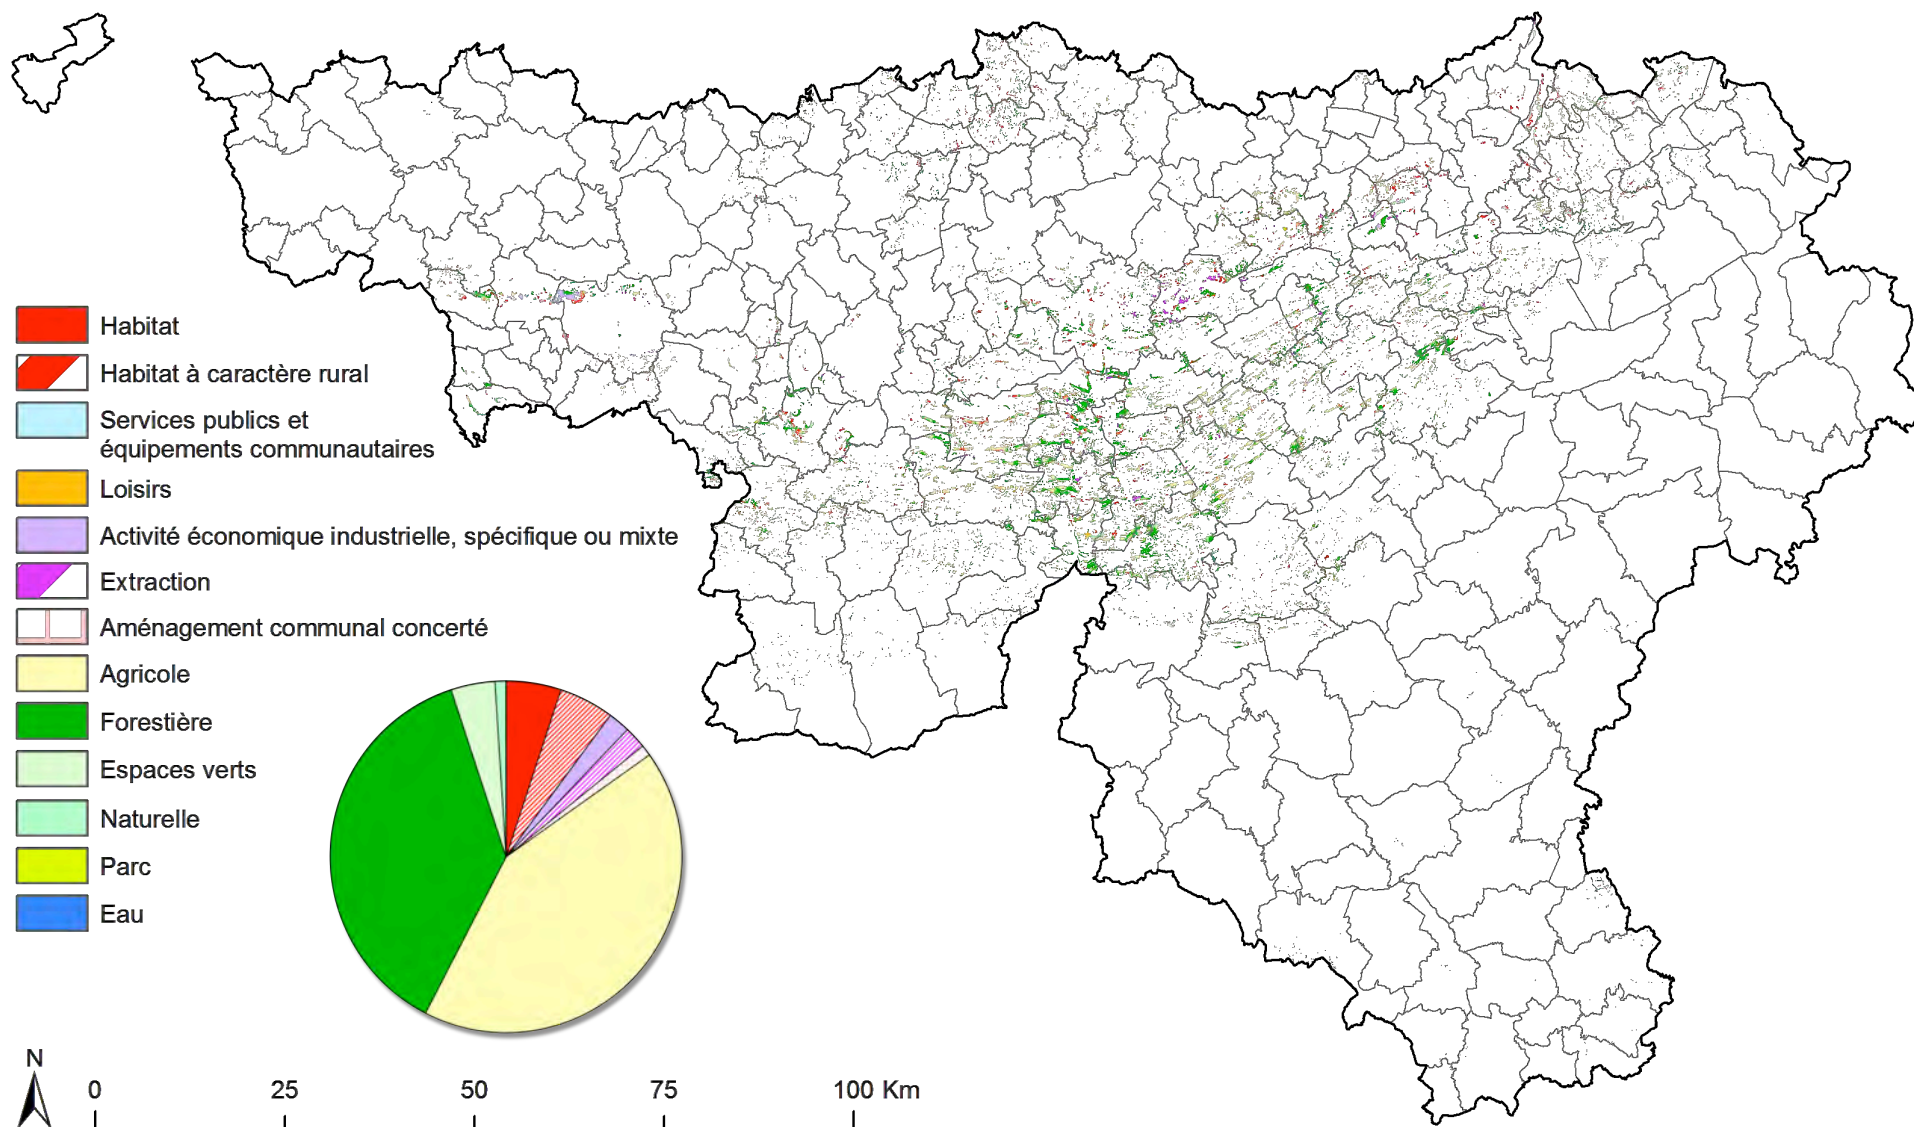 Habitat
Habitat à caractère rural
Services publics et
équipements communautaires
Loisirs
Activité économique industrielle, spécifique ou mixte
Extraction
Aménagement communal concerté
Agricole
Forestière
Espaces verts
Naturelle
Parc
Eau
N
0 25 50 75 100 Km